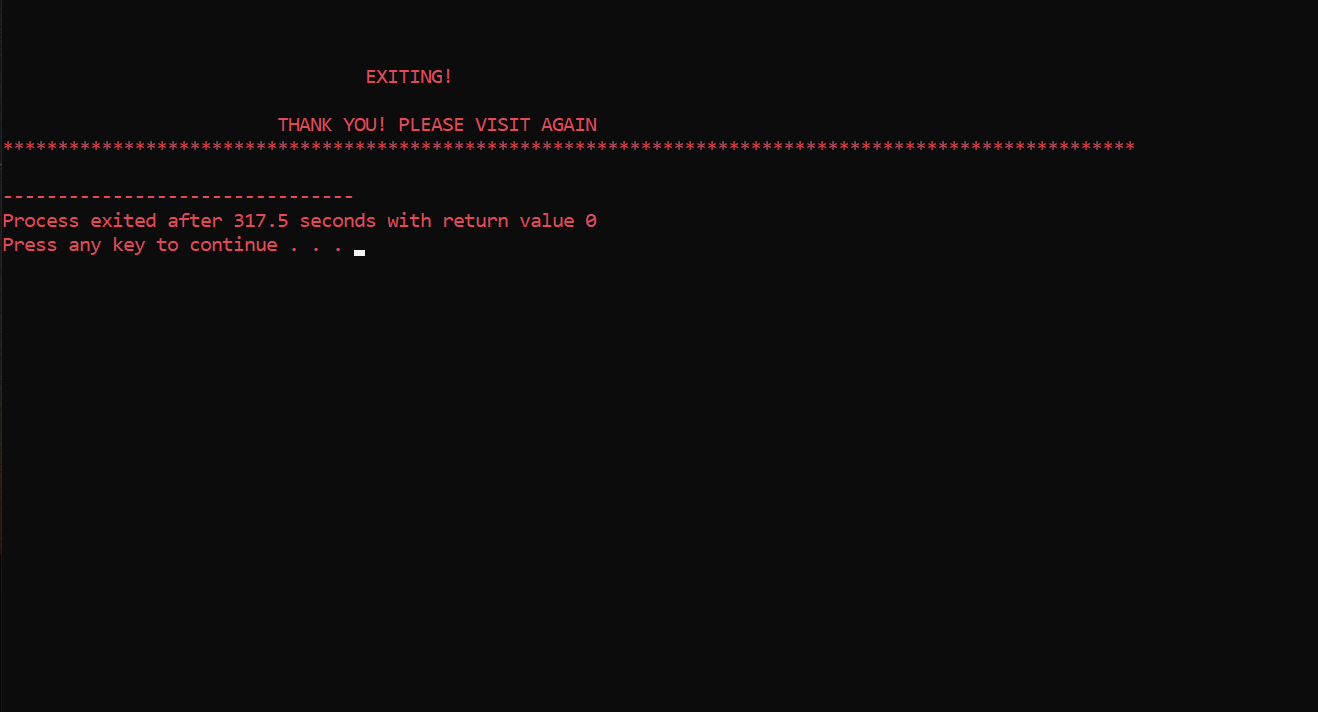 EXITING!
THANK YOU! PLEASE VISIT AGAIN
*******************************************************************************************************
--------------------------------
Process exited after 317.5 seconds with return value 0
Press any key to continue . . .